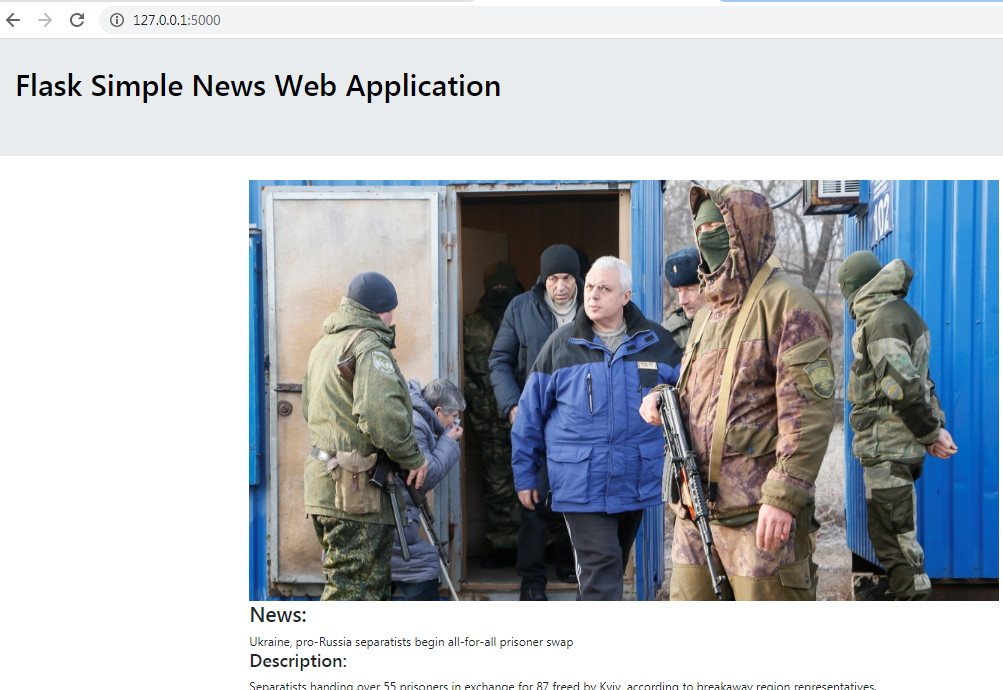 127.0.0.1:5000
Flask Simple News Web Application
102
News:
Ukraine, pro-Russia separatists begin all-for-all prisoner swap
Description:
Separatists handing over 55 prisoners in exchange for 87 freed by Kyiv, according to breakaway region representatives.